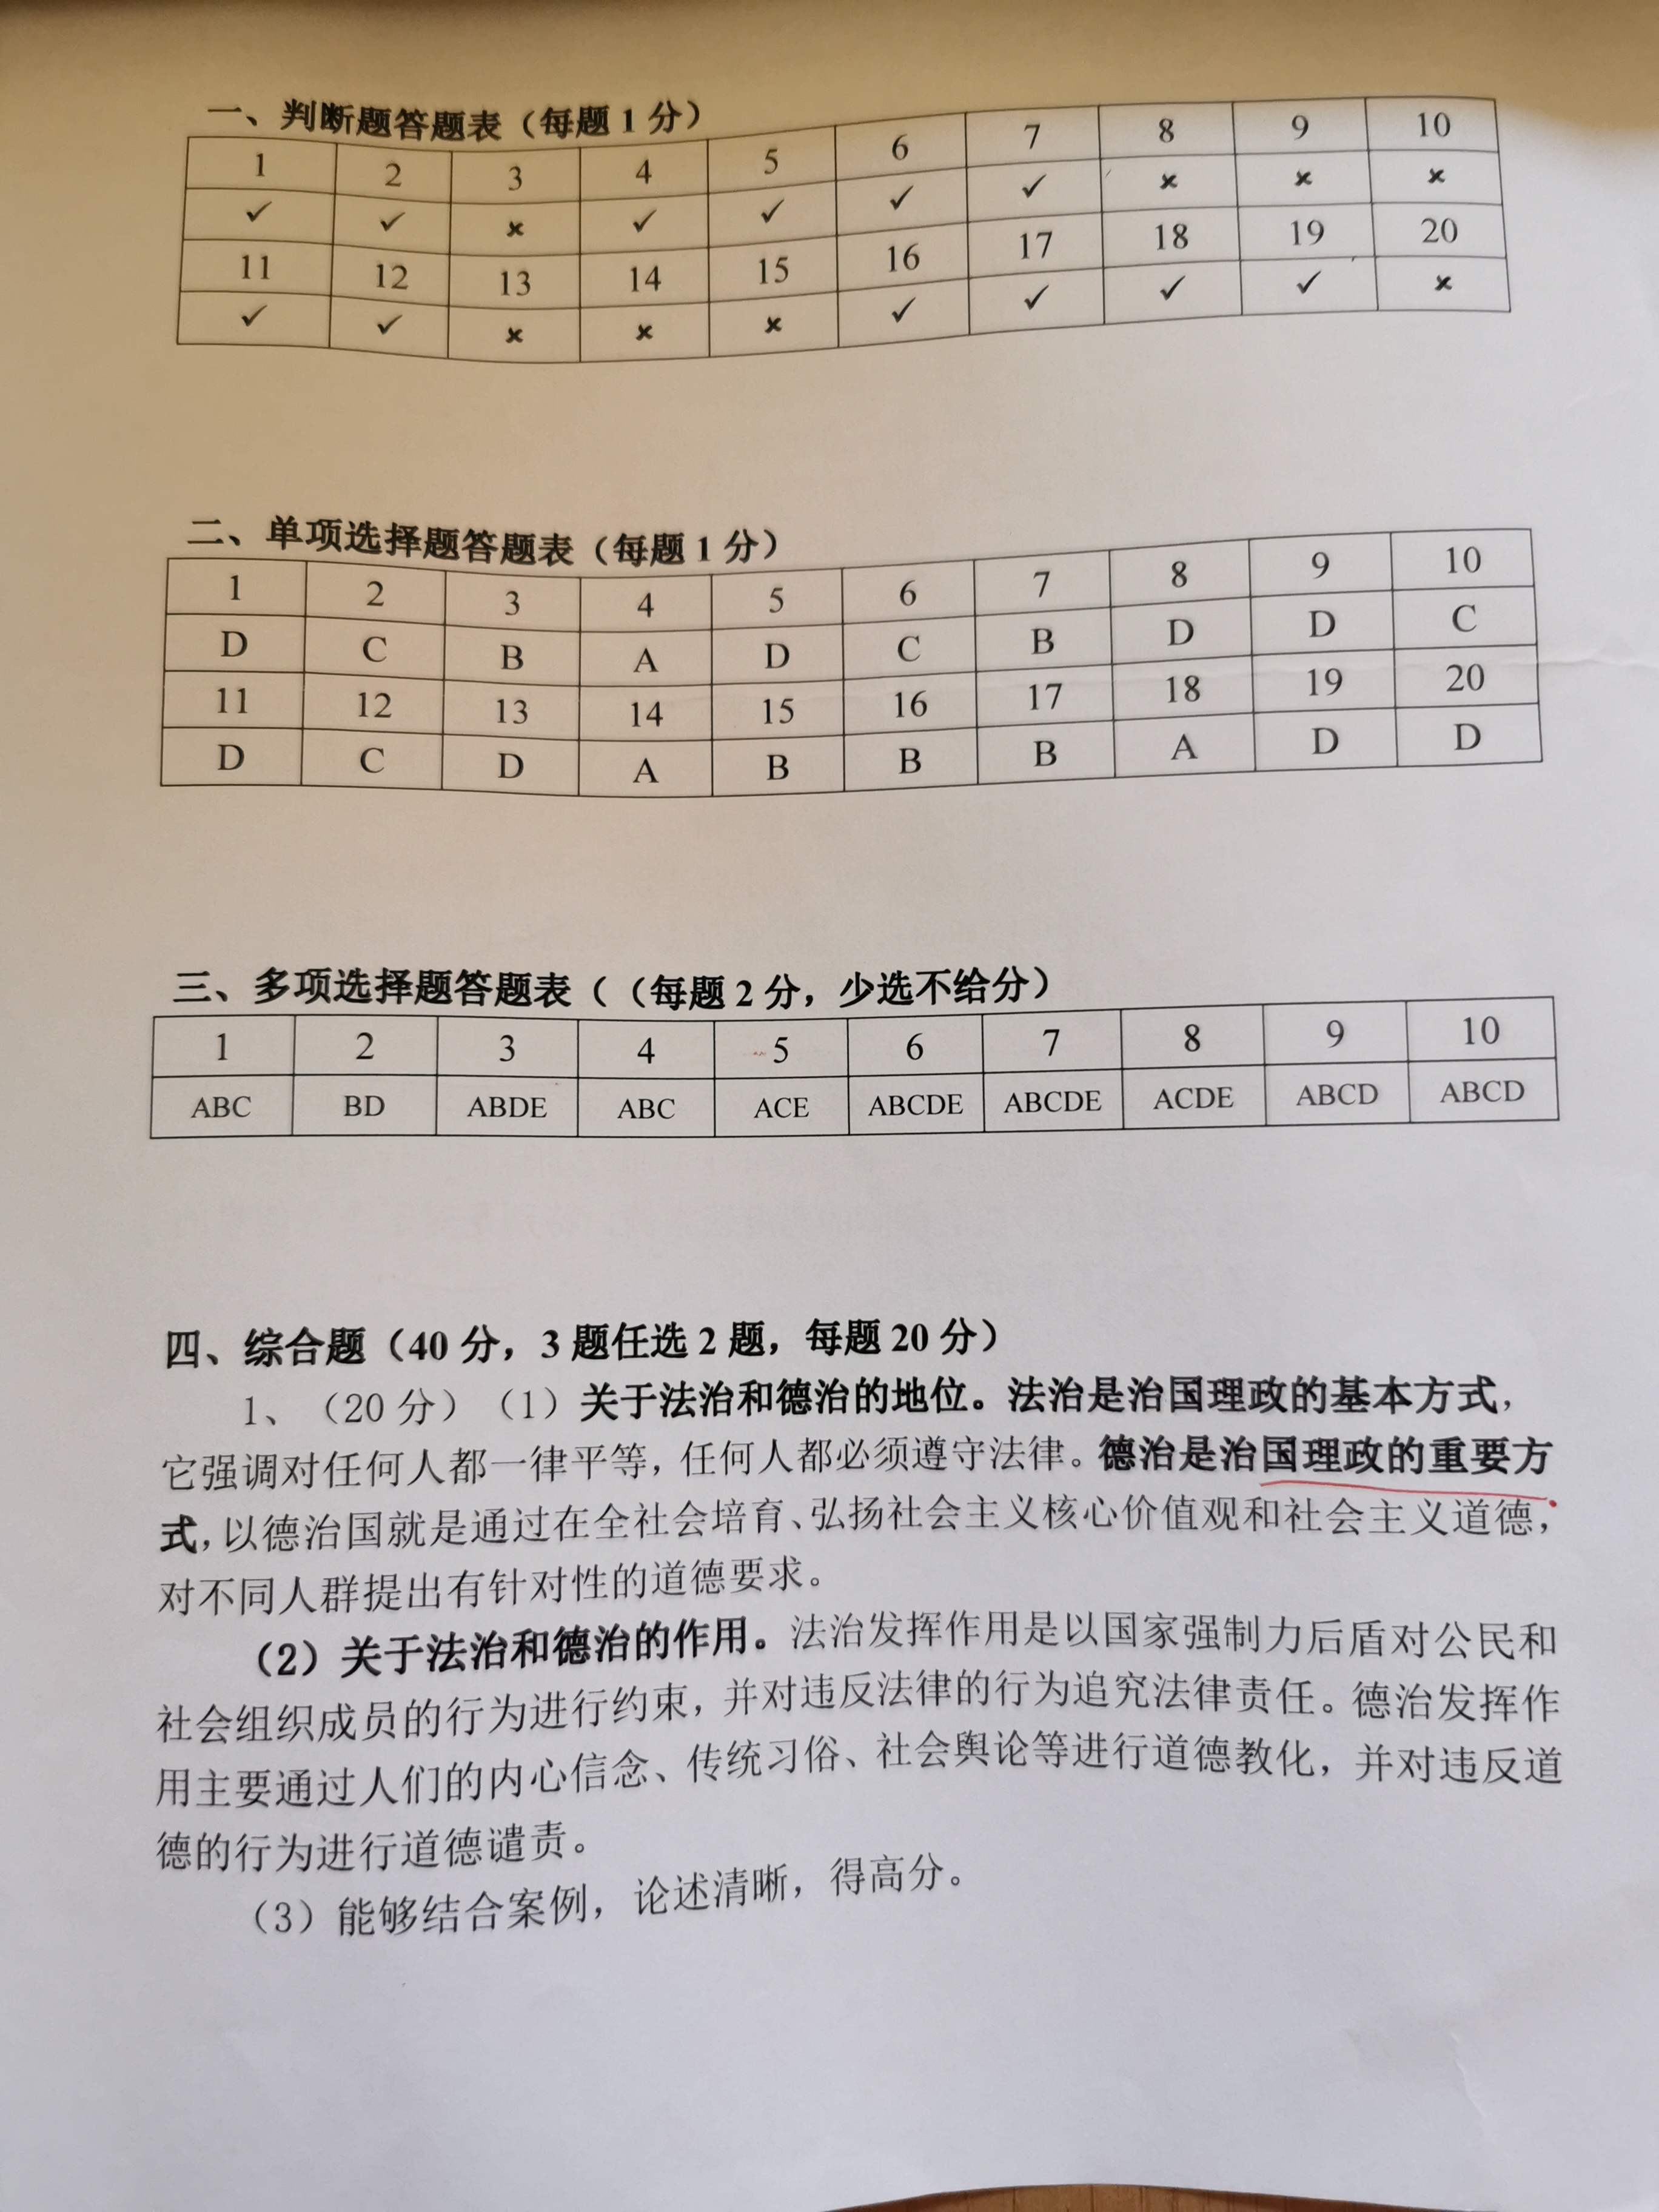 一、判断题答题表（每题1分）
1 2 3 4 5 6 7 8 9 10
✓ ✓ × ✓ ✓ ✓ ✓ × × ×
11 12 13 14 15 16 17 18 19 20
✓ ✓ × × × ✓ ✓ ✓ ✓ ×
二、单项选择题答题表（每题1分）
1 2 3 4 5 6 7 8 9 10
D C B A D C B D D C
11 12 13 14 15 16 17 18 19 20
D C D A B B B A D D
三、多项选择题答题表（（每题2分，少选不给分）
1 2 3 4 5 6 7 8 9 10
ABC BD ABDE ABC ACE ABCDE ABCDE ACDE ABCD ABCD
四、综合题（40分，3题任选2题，每题20分）
1、（20分）（1）关于法治和德治的地位。法治是治国理政的基本方式，
它强调对任何人都一律平等，任何人都必须遵守法律。德治是治国理政的重要方
式，以德治国就是通过在全社会培育、弘扬社会主义核心价值观和社会主义道德，
对不同人群提出有针对性的道德要求。
（2）关于法治和德治的作用。法治发挥作用是以国家强制力后盾对公民和
社会组织成员的行为进行约束，并对违反法律的行为追究法律责任。德治发挥作
用主要通过人们的内心信念、传统习俗、社会舆论等进行道德教化，并对违反道
德的行为进行道德谴责。
（3）能够结合案例，论述清晰，得高分。